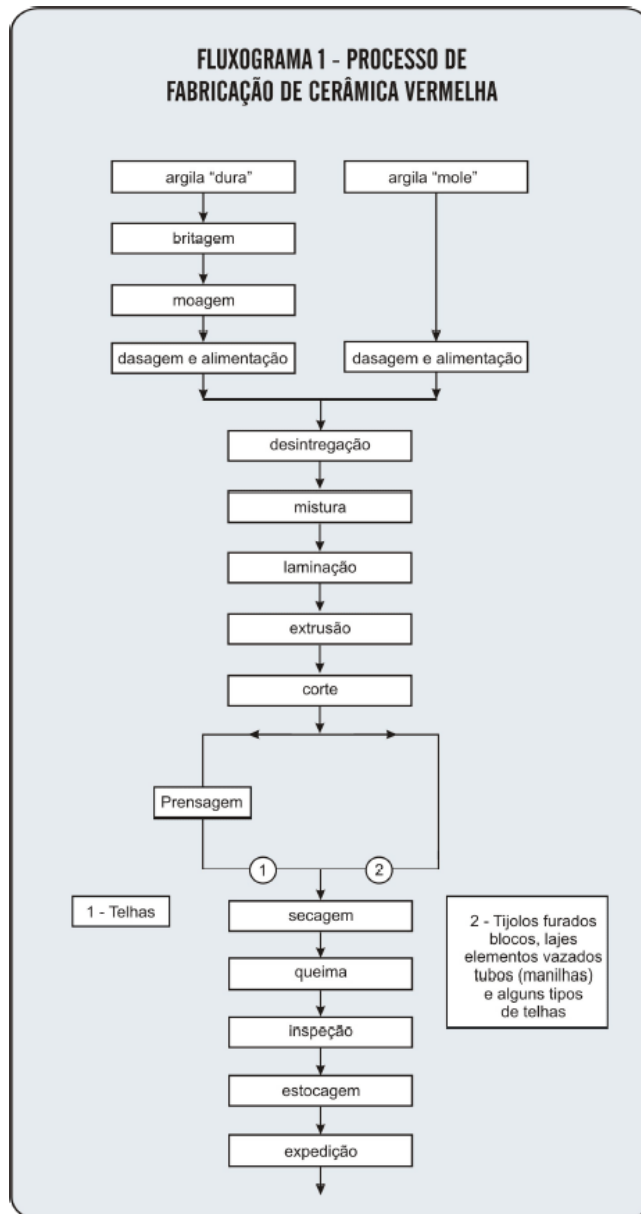 FLUXOGRAMA 1 - PROCESSO DE
FABRICAÇÃO DE CERÂMICA VERMELHA
argila “dura”
argila “mole”
britagem
moagem
dasagem e alimentação
dasagem e alimentação
desintregação
mistura
laminação
extrusão
corte
Prensagem
1
2
1 - Telhas
2 - Tijolos furados
blocos, lajes
elementos vazados
tubos (manilhas)
e alguns tipos
de telhas
secagem
queima
inspeção
estocagem
expedição